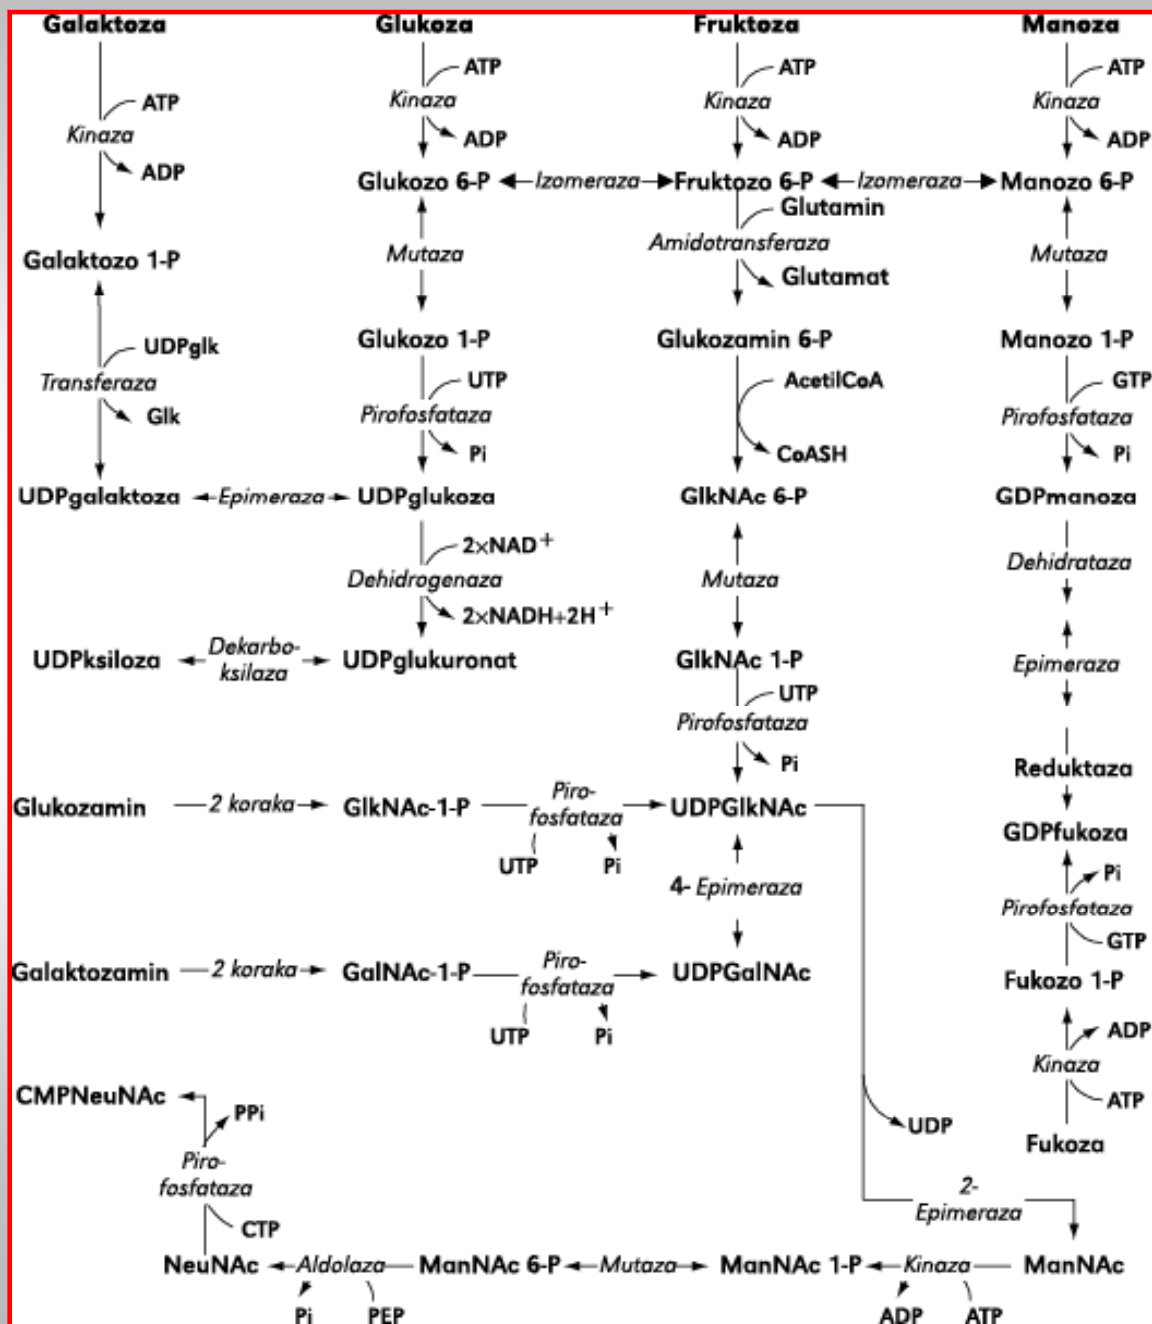 Galaktoza Glukoza Fruktoza Manoza
ATP ATP ATP
Kinaza Kinaza Kinaza
ATP
Kinaza
ADP ADP ADP
ADP
Glukozo 6-P Izomeraza Fruktozo 6-P Izomeraza Manozo 6-P
Glutamin
Amidotransferaza
Mutaza Mutaza
Galaktozo 1-P
Glutamat
Glukozo 1-P Glukozamin 6-P Manozo 1-P
UDPglk
Transferaza
UTP AcetilCoA GTP
Glk
Pirofosfataza Pirofosfataza
Pi CoASH Pi
UDPgalaktoza Epimeraza UDPglukoza GlkNAc 6-P GDPmanoza
2×NAD+
Dehidrataza
Dehidrogenaza Mutaza
2×NADH+2H+
UDPksiloza Dekarbo-
ksilaza UDPglukuronat GlkNAc 1-P
Epimeraza
UTP
Pirofosfataza
Pi
Reduktaza
Glukozamin 2 koraka GlkNAc-1-P Piro-
fosfataza UDPGlkNAc
UTP Pi
GDPfukoza
Pi
4- Epimeraza
Pirofosfataza
GTP
Galaktozamin 2 koraka GalNAc-1-P Piro-
fosfataza UDPGalNAc
UTP Pi
Fukozo 1-P
ADP
Kinaza
ATP
CMPNeuNAc
PPi
UDP
Fukoza
Piro-
fosfataza
CTP
2-
Epimeraza
NeuNAc Aldolaza ManNAc 6-P Mutaza ManNAc 1-P Kinaza ManNAc
Pi PEP ADP ATP